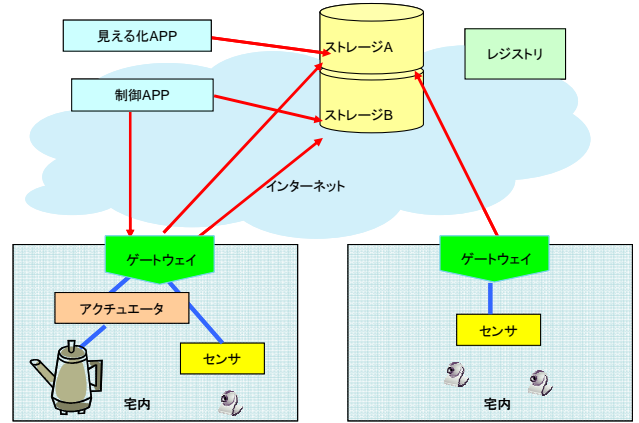 見える化APP
ストレージA
レジストリ
制御APP
ストレージB
インターネット
ゲートウェイ
ゲートウェイ
アクチュエータ
センサ
センサ
宅内
宅内